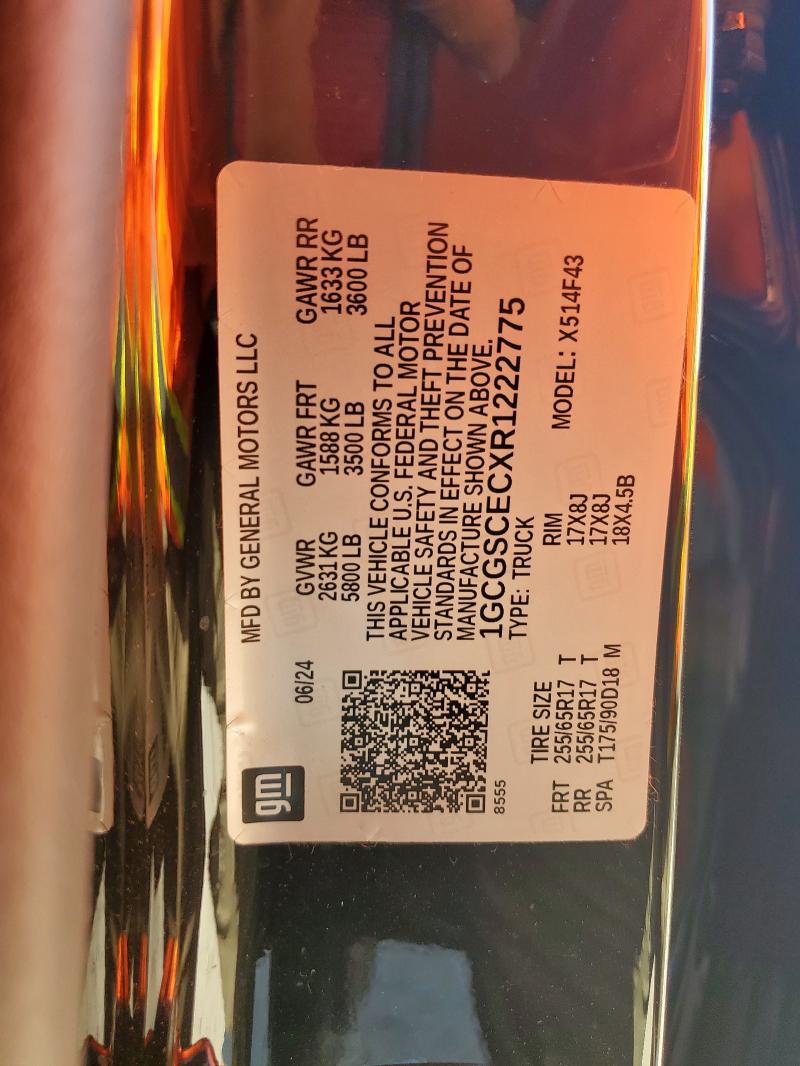 gm
MFD BY GENERAL MOTORS LLC
06/24
GVWR GAWR FRT GAWR RR
2631 KG 1588 KG 1633 KG
5800 LB 3500 LB 3600 LB
THIS VEHICLE CONFORMS TO ALL
APPLICABLE U.S. FEDERAL MOTOR
VEHICLE SAFETY AND THEFT PREVENTION
STANDARDS IN EFFECT ON THE DATE OF
MANUFACTURE SHOWN ABOVE.
1GCGSCECXR1222775
8555
TYPE: TRUCK MODEL: X514F43
TIRE SIZE RIM
FRT 255/65R17 T 17X8J
RR 255/65R17 T 17X8J
SPA T175/90D18 M 18X4.5B